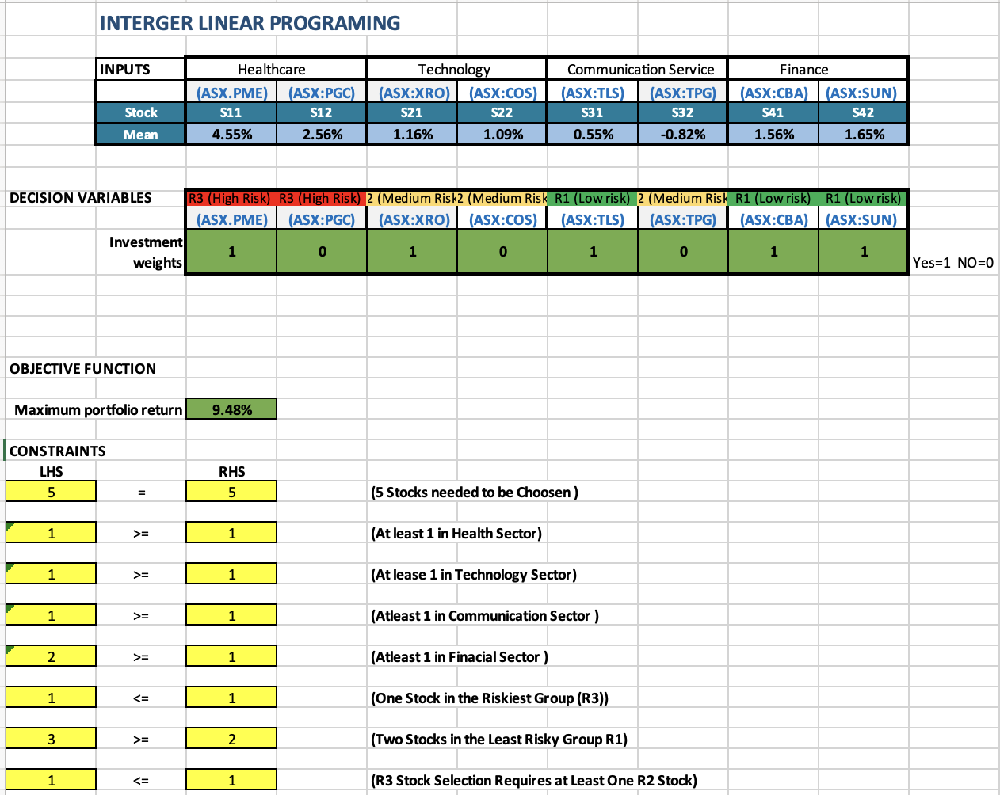 INTERGER LINEAR PROGRAMING
INPUTS Healthcare Technology Communication Service Finance
(ASX.PME) (ASX:PGC) (ASX:XRO) (ASX:COS) (ASX:TLS) (ASX:TPG) (ASX:CBA) (ASX:SUN)
Stock S11 S12 S21 S22 S31 S32 S41 S42
Mean 4.55% 2.56% 1.16% 1.09% 0.55% -0.82% 1.56% 1.65%
DECISION VARIABLES R3 (High Risk) R3 (High Risk) 2 (Medium Risk 2 (Medium Risk R1 (Low risk) 2 (Medium Risk R1 (Low risk) R1 (Low risk)
(ASX.PME) (ASX:PGC) (ASX:XRO) (ASX:COS) (ASX:TLS) (ASX:TPG) (ASX:CBA) (ASX:SUN)
Investment weights 1 0 1 0 1 0 1 1 Yes=1 NO=0
OBJECTIVE FUNCTION
Maximum portfolio return 9.48%
CONSTRAINTS
LHS RHS
5 = 5 (5 Stocks needed to be Choosen )
1 >= 1 (At least 1 in Health Sector)
1 >= 1 (At lease 1 in Technology Sector)
1 >= 1 (Atleast 1 in Communication Sector )
2 >= 1 (Atleast 1 in Finacial Sector )
1 <= 1 (One Stock in the Riskiest Group (R3))
3 >= 2 (Two Stocks in the Least Risky Group R1)
1 <= 1 (R3 Stock Selection Requires at Least One R2 Stock)